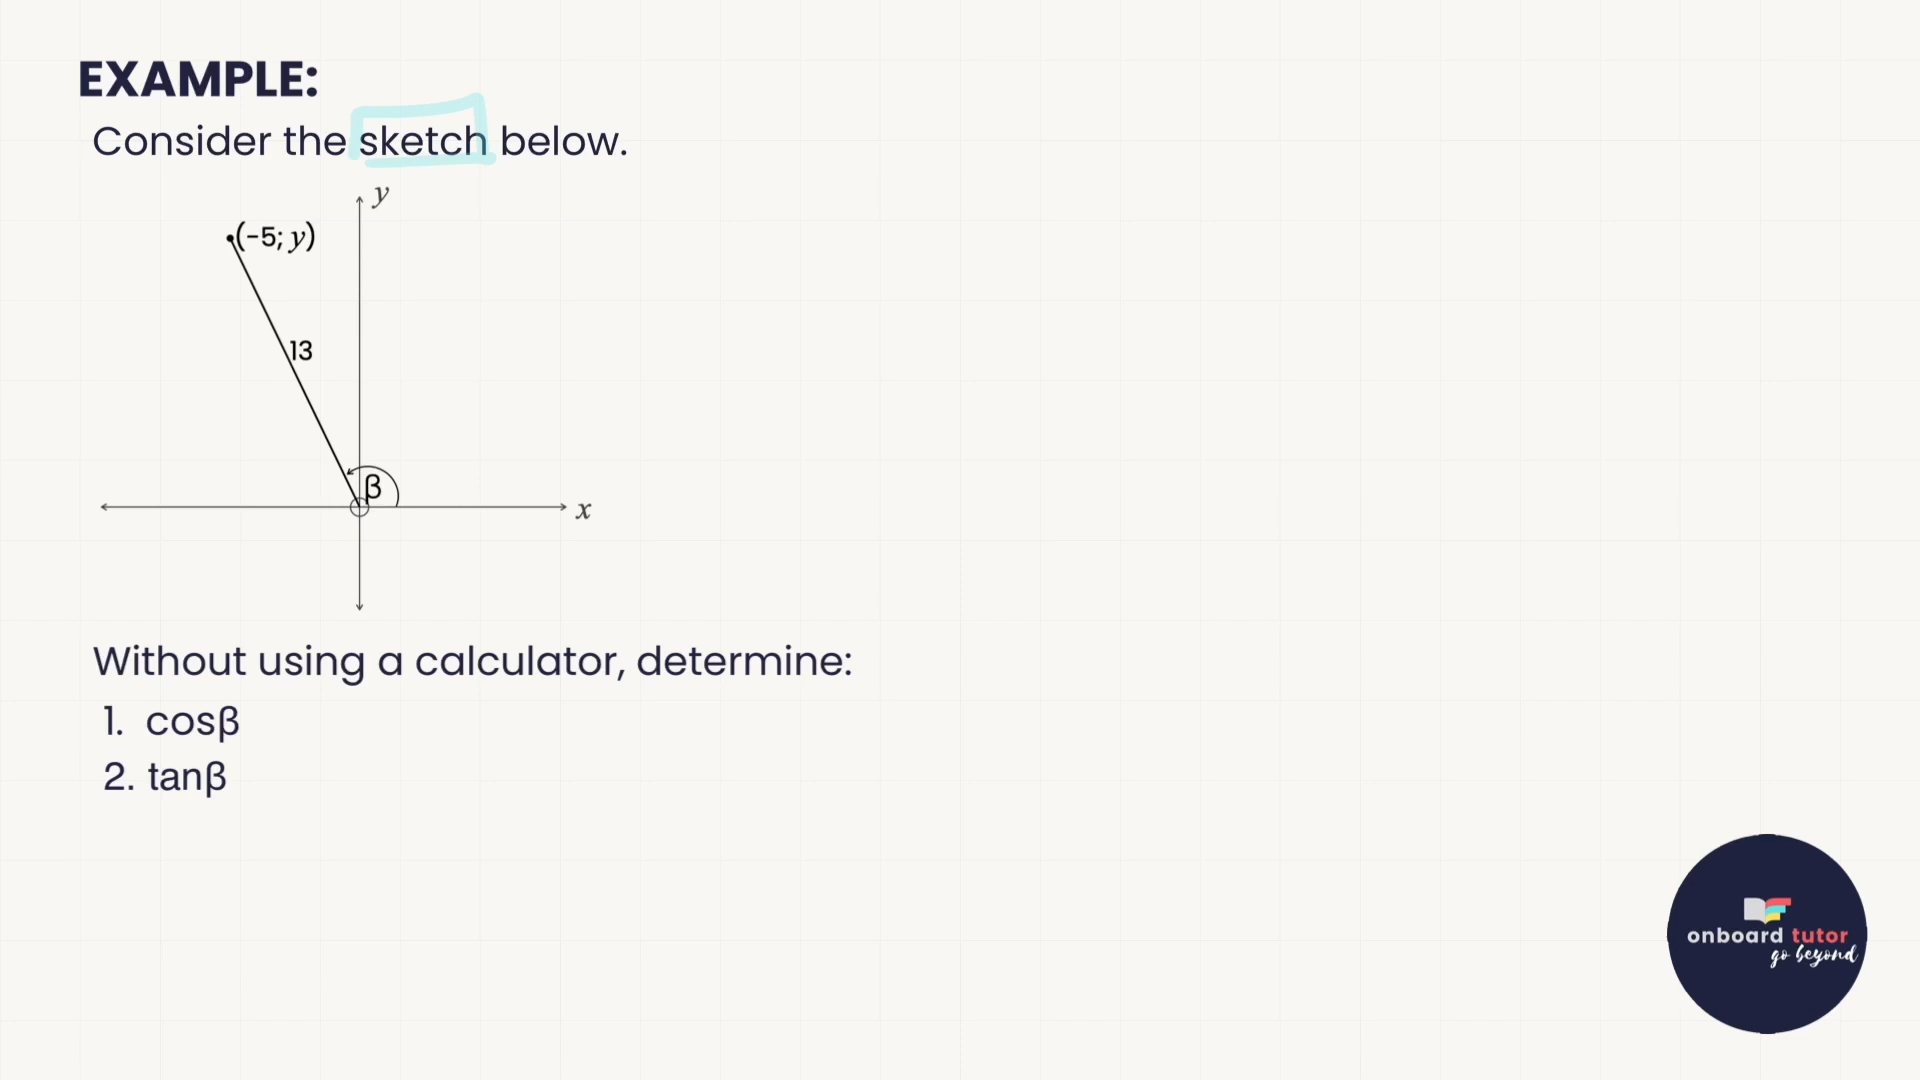 EXAMPLE:
Consider the sketch below.
y
(-5; y)
13
β
x
Without using a calculator, determine:
1. cosβ
2. tanβ
onboard tutor
go beyond